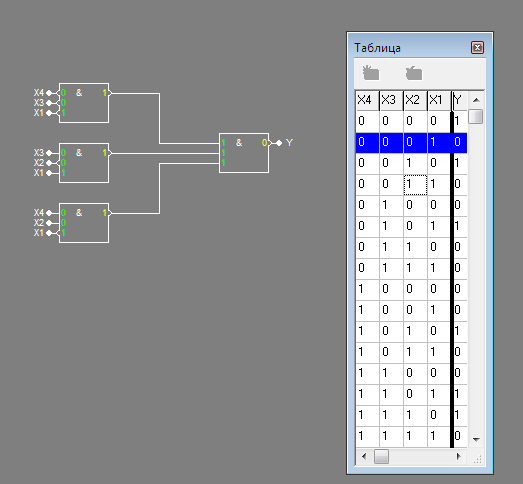 X4 0 & 1
X3 0
X1 1
X3 0 & 1
X2 0
X1 1
X4 0 & 1
X2 0
X1 1
1 & 0 Y
1
1
Таблица
X4 X3 X2 X1 Y
0 0 0 0 1
0 0 0 1 0
0 0 1 0 1
0 0 1 1 0
0 1 0 0 0
0 1 0 1 0
0 1 1 0 0
0 1 1 1 0
1 0 0 0 0
1 0 0 1 0
1 0 1 0 1
1 0 1 1 0
1 1 0 0 0
1 1 0 1 1
1 1 1 0 1
1 1 1 1 0